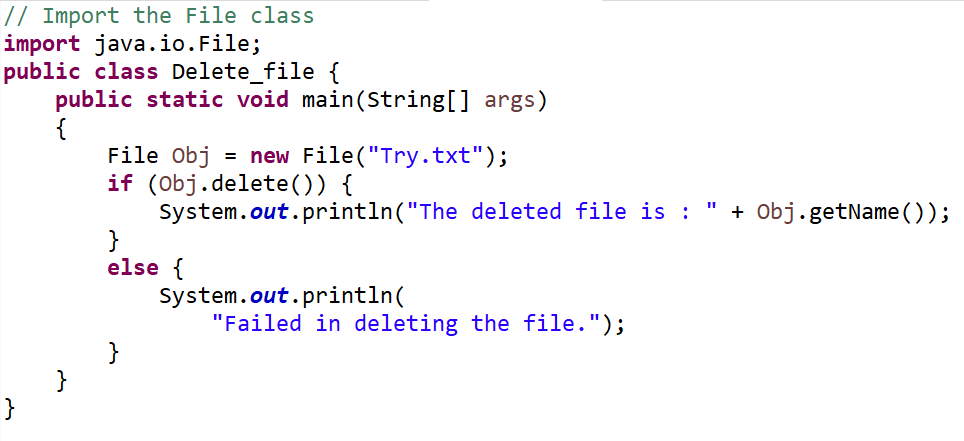 // Import the File class
import java.io.File;
public class Delete_file {
    public static void main(String[] args)
    {
        File Obj = new File("Try.txt");
        if (Obj.delete()) {
            System.out.println("The deleted file is : " + Obj.getName());
        }
        else {
            System.out.println(
                "Failed in deleting the file.");
        }
    }
}